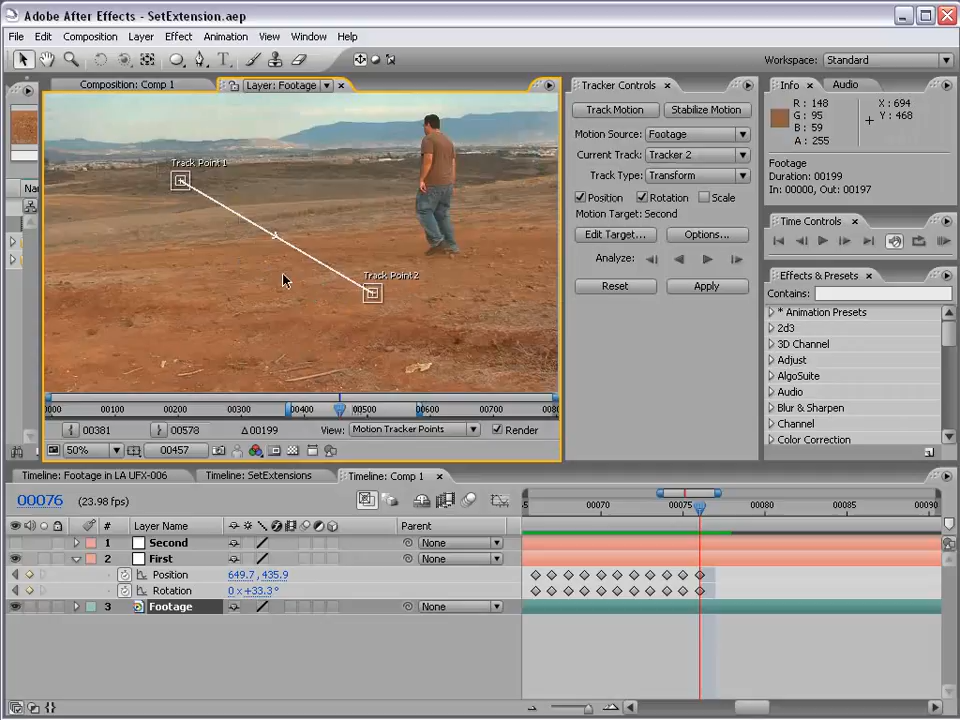 Adobe After Effects - SetExtension.aep
File Edit Composition Layer Effect Animation View Window Help
Workspace: Standard
Composition: Comp 1 Layer: Footage
Track Point1
Track Point2
0000 00100 00200 00300 00400 00500 00600 00700 008
00381 00578 Δ 00199 View: Motion Tracker Points Render
50% 00457
Tracker Controls
Track Motion Stabilize Motion
Motion Source: Footage
Current Track: Tracker 2
Track Type: Transform
Position Rotation Scale
Motion Target: Second
Edit Target... Options...
Analyze:
Reset Apply
Info Audio
R : 148
G : 95
B : 59
A : 255
X : 694
Y : 468
Footage
Duration: 00199
In: 00000, Out: 00197
Time Controls
Effects & Presets
Contains:
* Animation Presets
2d3
3D Channel
Adjust
AlgoSuite
Audio
Blur & Sharpen
Channel
Color Correction
Na
Timeline: Footage in LA UFX-006 Timeline: SetExtensions Timeline: Comp 1
00076 (23.98 fps)
00070 00075 00080 00085 00090
# Layer Name Parent
1 Second None
2 First None
Position 649.7, 435.9
Rotation 0 x +33.3°
3 Footage None